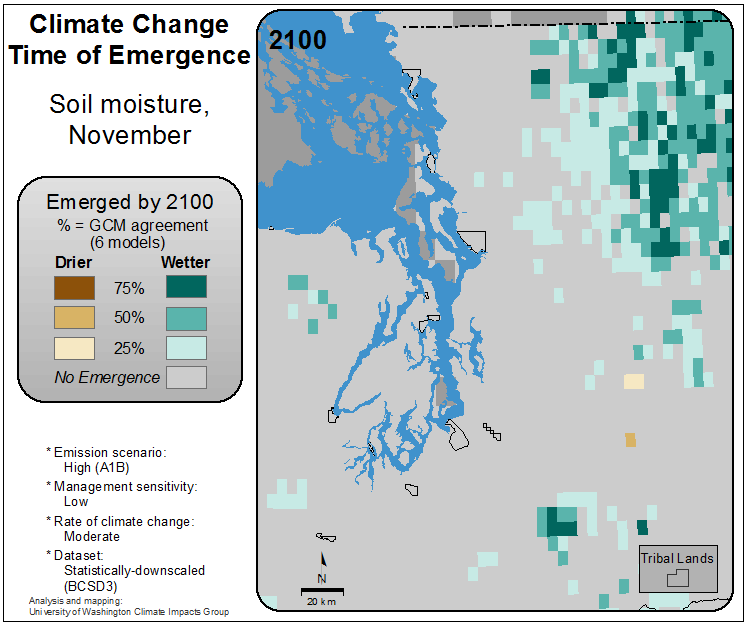 Climate Change
Time of Emergence
Soil moisture,
November
Emerged by 2100
% = GCM agreement
(6 models)
Drier Wetter
75%
50%
25%
No Emergence
* Emission scenario:
High (A1B)
* Management sensitivity:
Low
* Rate of climate change:
Moderate
* Dataset:
Statistically-downscaled
(BCSD3)
Analysis and mapping:
University of Washington Climate Impacts Group
2100
N
20 km
Tribal Lands